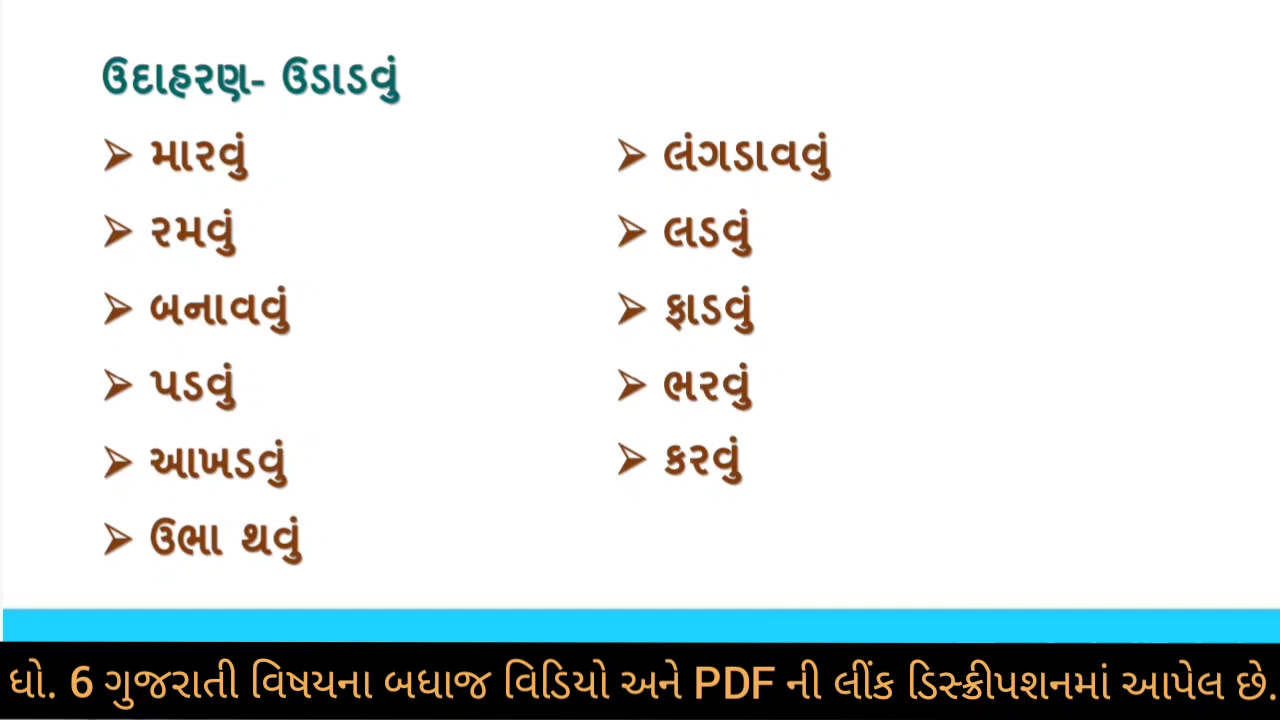 ઉદાહરણ- ઉડાડવું
➢ મારવું
➢ રમવું
➢ બનાવવું
➢ પડવું
➢ આખડવું
➢ ઉભા થવું
➢ લંગડાવવું
➢ લડવું
➢ ફાડવું
➢ ભરવું
➢ કરવું
ધો. 6 ગુજરાતી વિષયના બધાજ વિડિયો અને PDF ની લીંક ડિસ્ક્રીપશનમાં આપેલ છે.